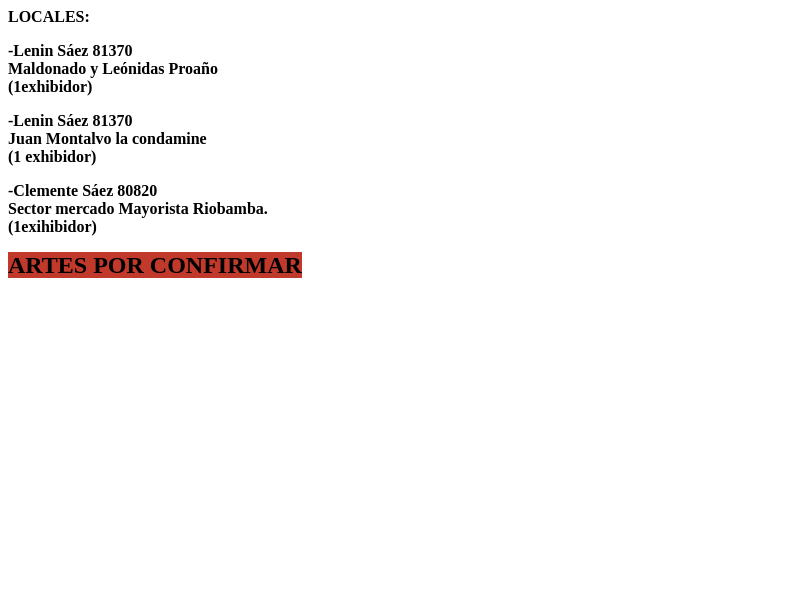 LOCALES:
-Lenin Sáez 81370
Maldonado y Leónidas Proaño
(1exhibidor)
-Lenin Sáez 81370
Juan Montalvo la condamine
(1 exhibidor)
-Clemente Sáez 80820
Sector mercado Mayorista Riobamba.
(1exihibidor)
ARTES POR CONFIRMAR